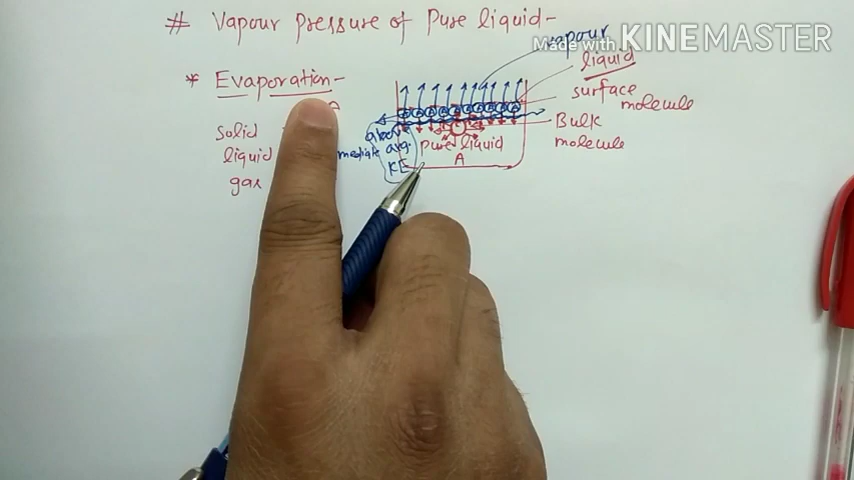 # Vapour pressure of Pure liquid-
Made with KINEMASTER
vapour
* Evaporation-
liquid
surface molecule
A A A A A A A A A A
Bulk molecule
solid
liquid
gas
mediate
avg.
KE
pure liquid
A